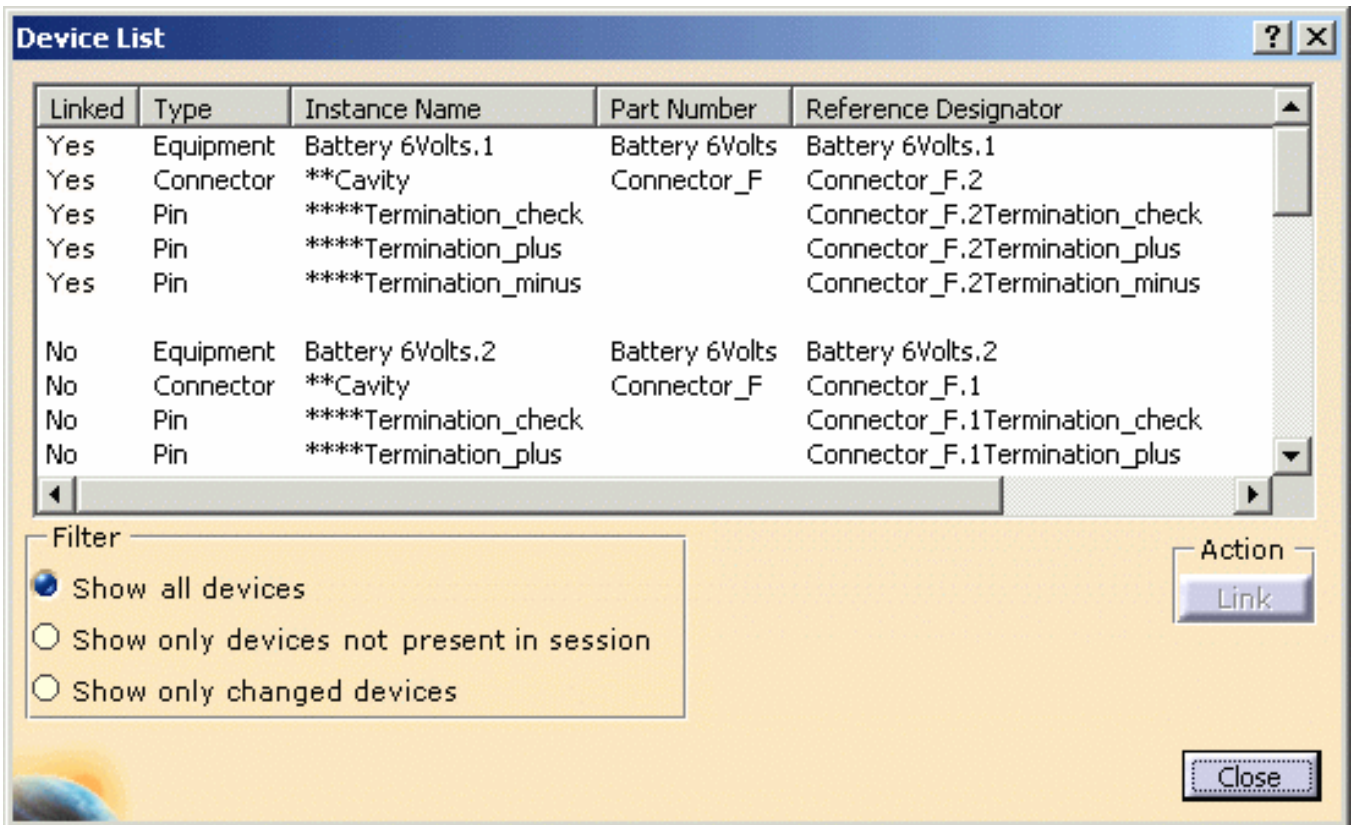 Device List
Linked Type Instance Name Part Number Reference Designator
Yes Equipment Battery 6Volts.1 Battery 6Volts Battery 6Volts.1
Yes Connector **Cavity Connector_F Connector_F.2
Yes Pin ****Termination_check Connector_F.2Termination_check
Yes Pin ****Termination_plus Connector_F.2Termination_plus
Yes Pin ****Termination_minus Connector_F.2Termination_minus
No Equipment Battery 6Volts.2 Battery 6Volts Battery 6Volts.2
No Connector **Cavity Connector_F Connector_F.1
No Pin ****Termination_check Connector_F.1Termination_check
No Pin ****Termination_plus Connector_F.1Termination_plus
Filter
Show all devices
Show only devices not present in session
Show only changed devices
Action
Link
Close